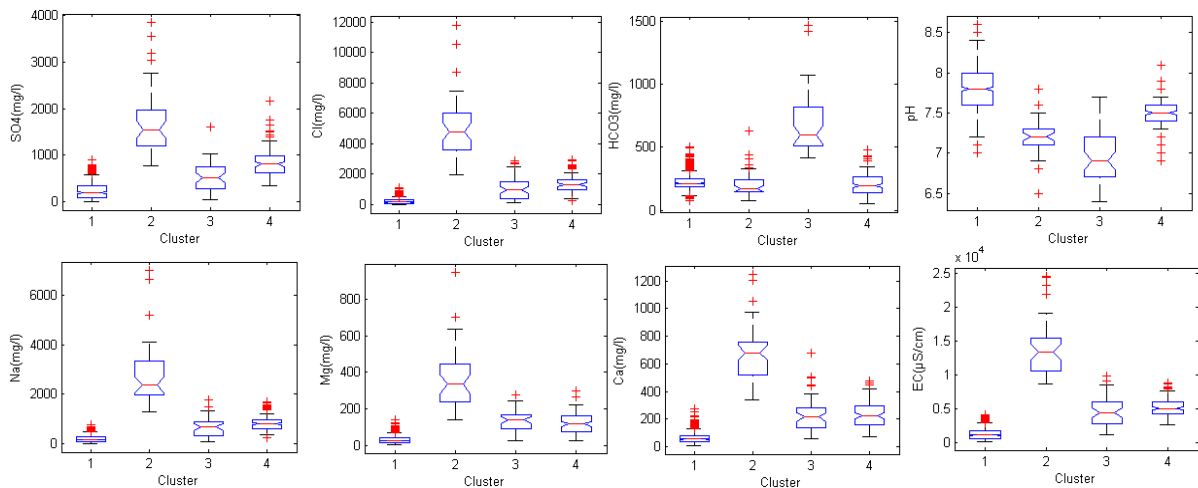 4000
3000
2000
1000
0
SO4(mg/l)
1 2 3 4
Cluster
12000
10000
8000
6000
4000
2000
0
Cl(mg/l)
1 2 3 4
Cluster
1500
1000
500
0
HCO3(mg/l)
1 2 3 4
Cluster
8.5
8
7.5
7
6.5
pH
1 2 3 4
Cluster
6000
4000
2000
0
Na(mg/l)
1 2 3 4
Cluster
800
600
400
200
0
Mg(mg/l)
1 2 3 4
Cluster
1200
1000
800
600
400
200
0
Ca(mg/l)
1 2 3 4
Cluster
x 10^4
2.5
2
1.5
1
0.5
0
EC(µS/cm)
1 2 3 4
Cluster